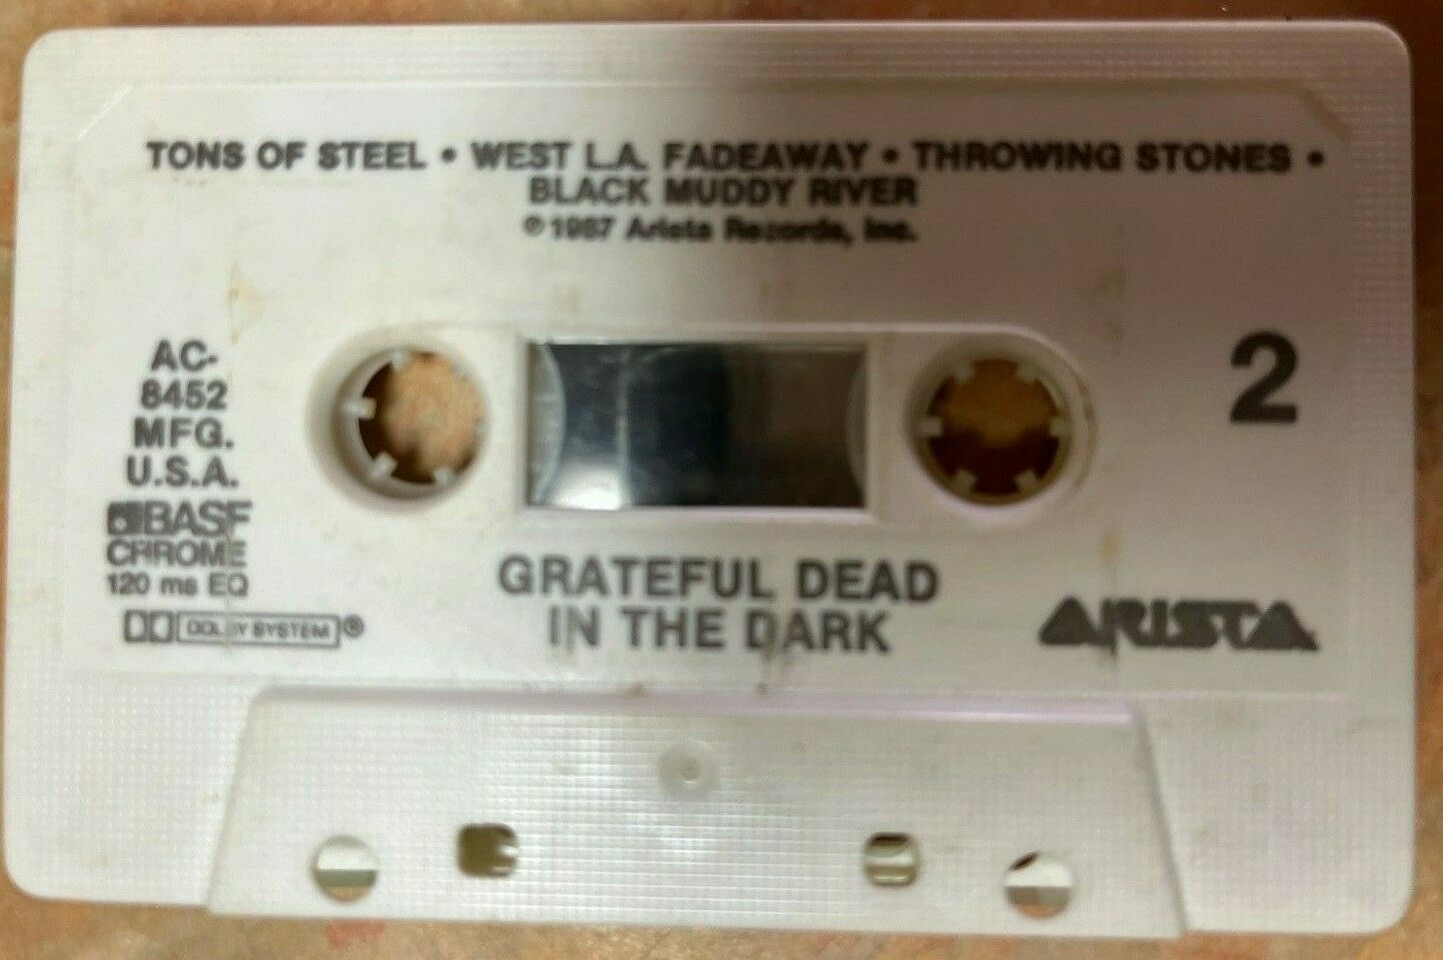 TONS OF STEEL • WEST L.A. FADEAWAY • THROWING STONES •
BLACK MUDDY RIVER
℗ 1987 Arista Records, Inc.
2
AC-
8452
MFG.
U.S.A.
BASF
CHROME
120 ms EQ
DOLBY SYSTEM ®
GRATEFUL DEAD
IN THE DARK
ARISTA